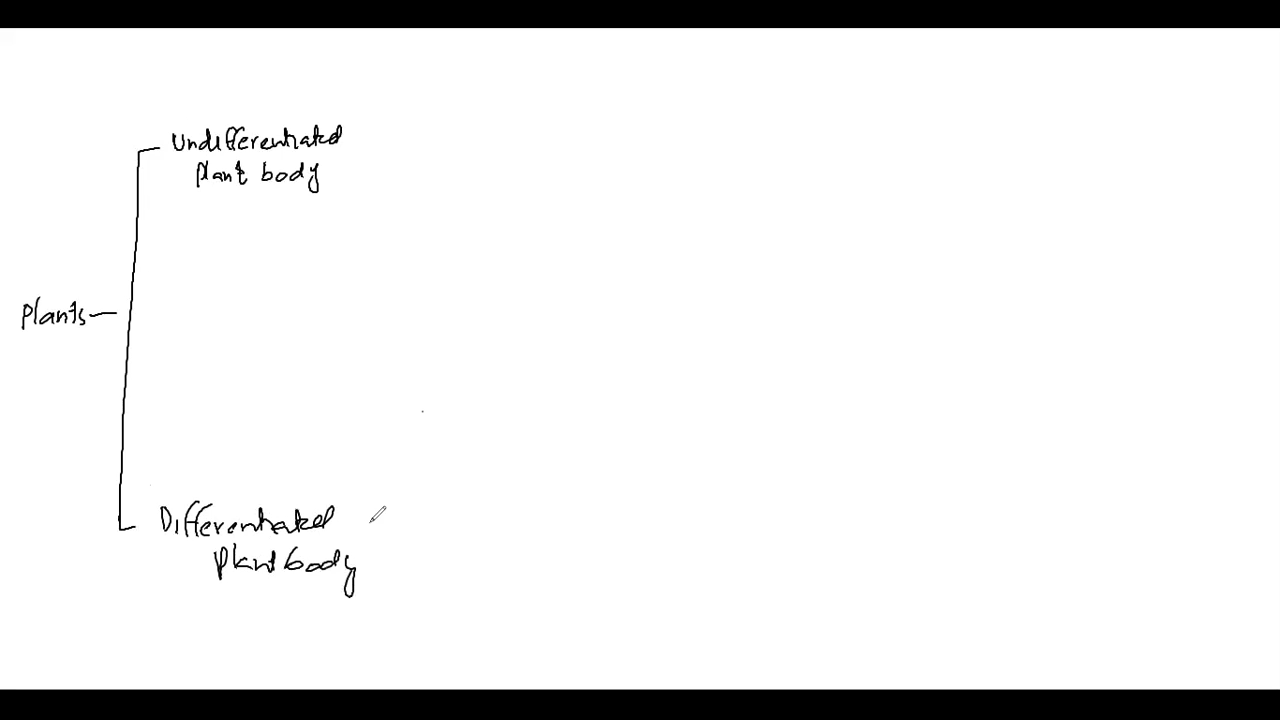 Undifferentiated
plant body
Plants
Differentiated
plant body